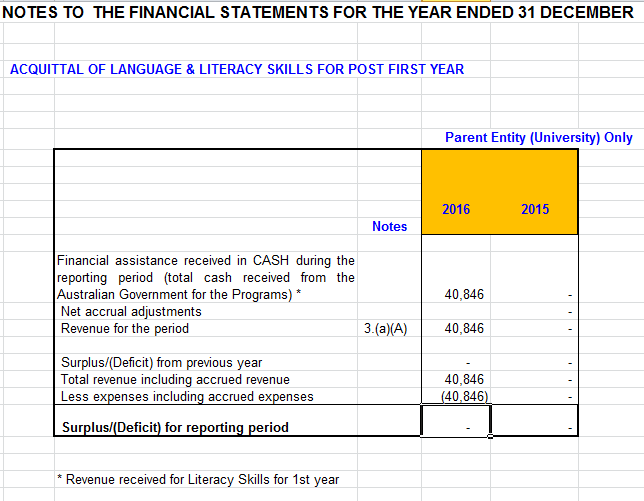 NOTES TO THE FINANCIAL STATEMENTS FOR THE YEAR ENDED 31 DECEMBER
ACQUITTAL OF LANGUAGE & LITERACY SKILLS FOR POST FIRST YEAR
Parent Entity (University) Only
2016 2015
Notes
Financial assistance received in CASH during the
reporting period (total cash received from the
Australian Government for the Programs) * 40,846 -
Net accrual adjustments -
Revenue for the period 3.(a)(A) 40,846 -
Surplus/(Deficit) from previous year - -
Total revenue including accrued revenue 40,846 -
Less expenses including accrued expenses (40,846) -
Surplus/(Deficit) for reporting period - -
* Revenue received for Literacy Skills for 1st year